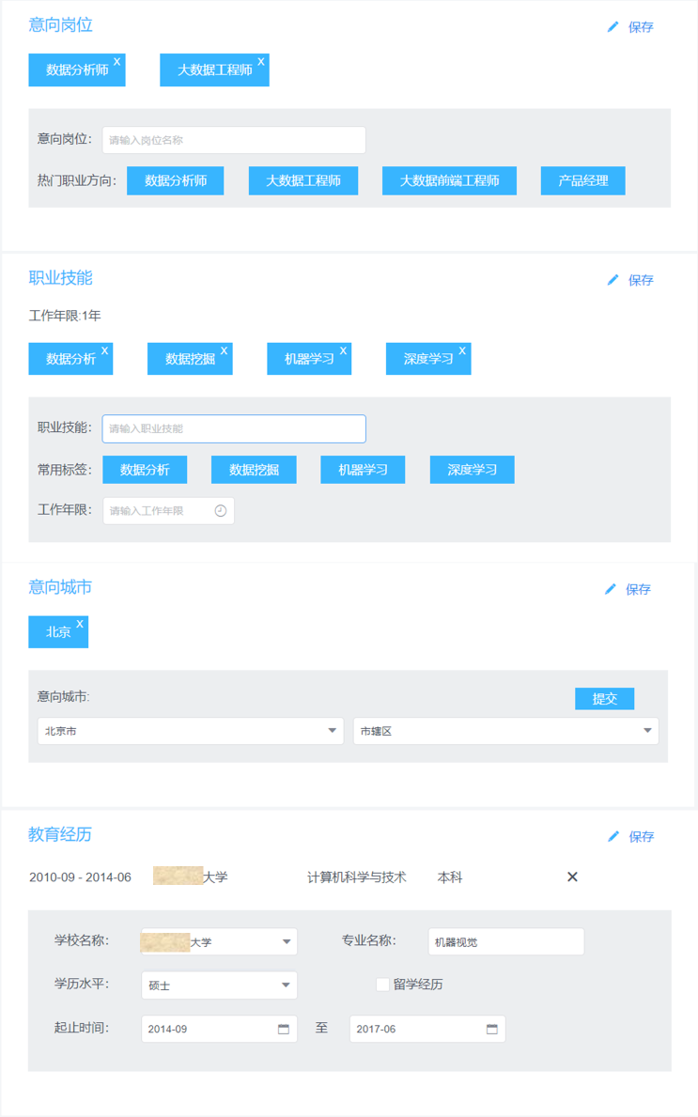 意向岗位 保存
数据分析师 X 大数据工程师 X
意向岗位: 请输入岗位名称
热门职业方向: 数据分析师 大数据工程师 大数据前端工程师 产品经理
职业技能 保存
工作年限:1年
数据分析 X 数据挖掘 X 机器学习 X 深度学习 X
职业技能: 请输入职业技能
常用标签: 数据分析 数据挖掘 机器学习 深度学习
工作年限: 请输入工作年限
意向城市 保存
北京 X
意向城市: 提交
北京市 市辖区
教育经历 保存
2010-09 - 2014-06 大学 计算机科学与技术 本科
学校名称: 大学 专业名称: 机器视觉
学历水平: 硕士 留学经历
起止时间: 2014-09 至 2017-06